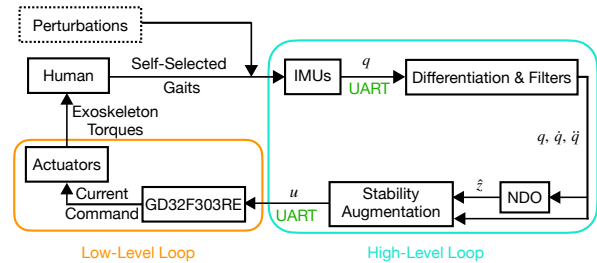 Perturbations
Human
Self-Selected
Gaits
IMUs
q
UART
Differentiation & Filters
Exoskeleton
Torques
q, q̇, q̈
Actuators
Current
Command
GD32F303RE
u
UART
Stability
Augmentation
ẑ
NDO
Low-Level Loop
High-Level Loop